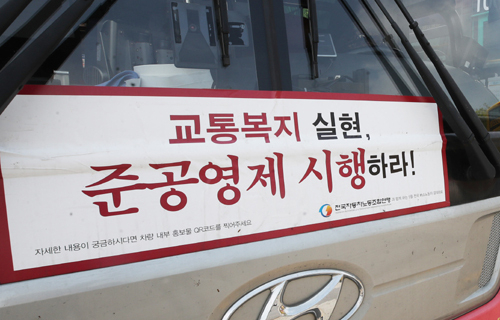 교통복지 실현,
준공영제 시행하라!
전국자동차노동조합연맹
자세한 내용이 궁금하시다면 차량 내부 홍보물 QR코드를 찍어주세요